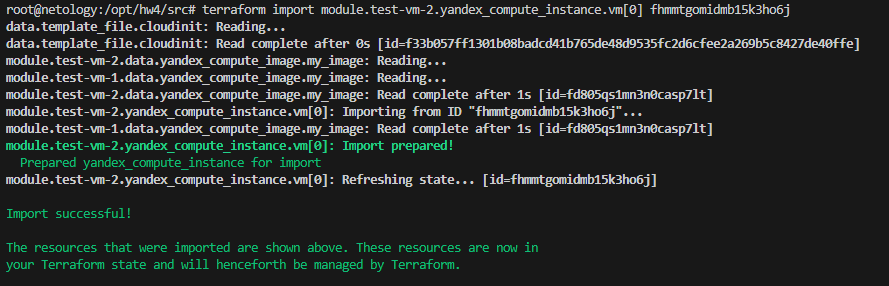 root@netology:/opt/hw4/src# terraform import module.test-vm-2.yandex_compute_instance.vm[0] fhmmtgomidmb15k3ho6j
data.template_file.cloudinit: Reading...
data.template_file.cloudinit: Read complete after 0s [id=f33b057ff1301b08badcd41b765de48d9535fc2d6cfee2a269b5c8427de40ffe]
module.test-vm-2.data.yandex_compute_image.my_image: Reading...
module.test-vm-1.data.yandex_compute_image.my_image: Reading...
module.test-vm-2.data.yandex_compute_image.my_image: Read complete after 1s [id=fd805qs1mn3n0casp7lt]
module.test-vm-2.yandex_compute_instance.vm[0]: Importing from ID "fhmmtgomidmb15k3ho6j"...
module.test-vm-1.data.yandex_compute_image.my_image: Read complete after 1s [id=fd805qs1mn3n0casp7lt]
module.test-vm-2.yandex_compute_instance.vm[0]: Import prepared!
  Prepared yandex_compute_instance for import
module.test-vm-2.yandex_compute_instance.vm[0]: Refreshing state... [id=fhmmtgomidmb15k3ho6j]
Import successful!
The resources that were imported are shown above. These resources are now in
your Terraform state and will henceforth be managed by Terraform.